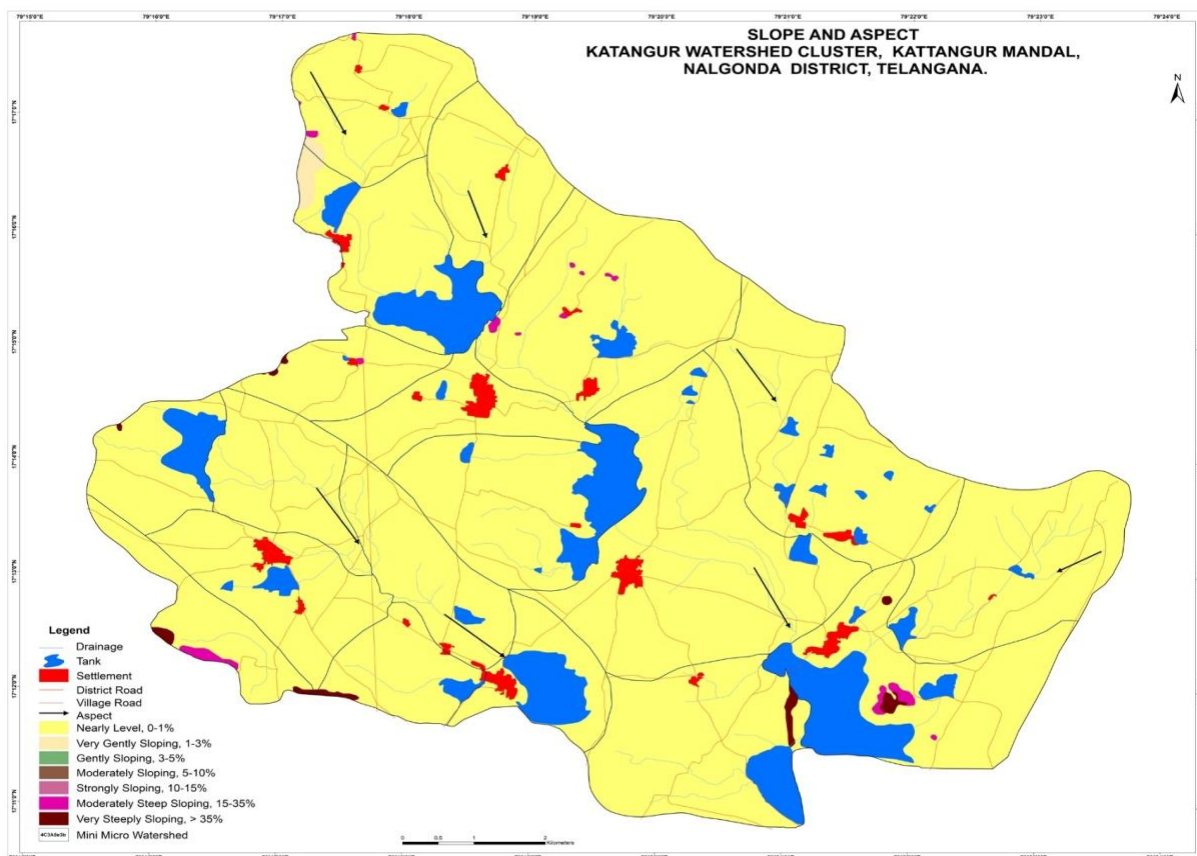 79°15'0"E 79°16'0"E 79°17'0"E 79°18'0"E 79°19'0"E 79°20'0"E 79°21'0"E 79°22'0"E 79°23'0"E 79°24'0"E
SLOPE AND ASPECT
KATANGUR WATERSHED CLUSTER, KATTANGUR MANDAL,
NALGONDA DISTRICT, TELANGANA.
N
Legend
Drainage
Tank
Settlement
District Road
Village Road
Aspect
Nearly Level, 0-1%
Very Gently Sloping, 1-3%
Gently Sloping, 3-5%
Moderately Sloping, 5-10%
Strongly Sloping, 10-15%
Moderately Steep Sloping, 15-35%
Very Steeply Sloping, > 35%
Mini Micro Watershed
0 0.5 1 2
Kilometers